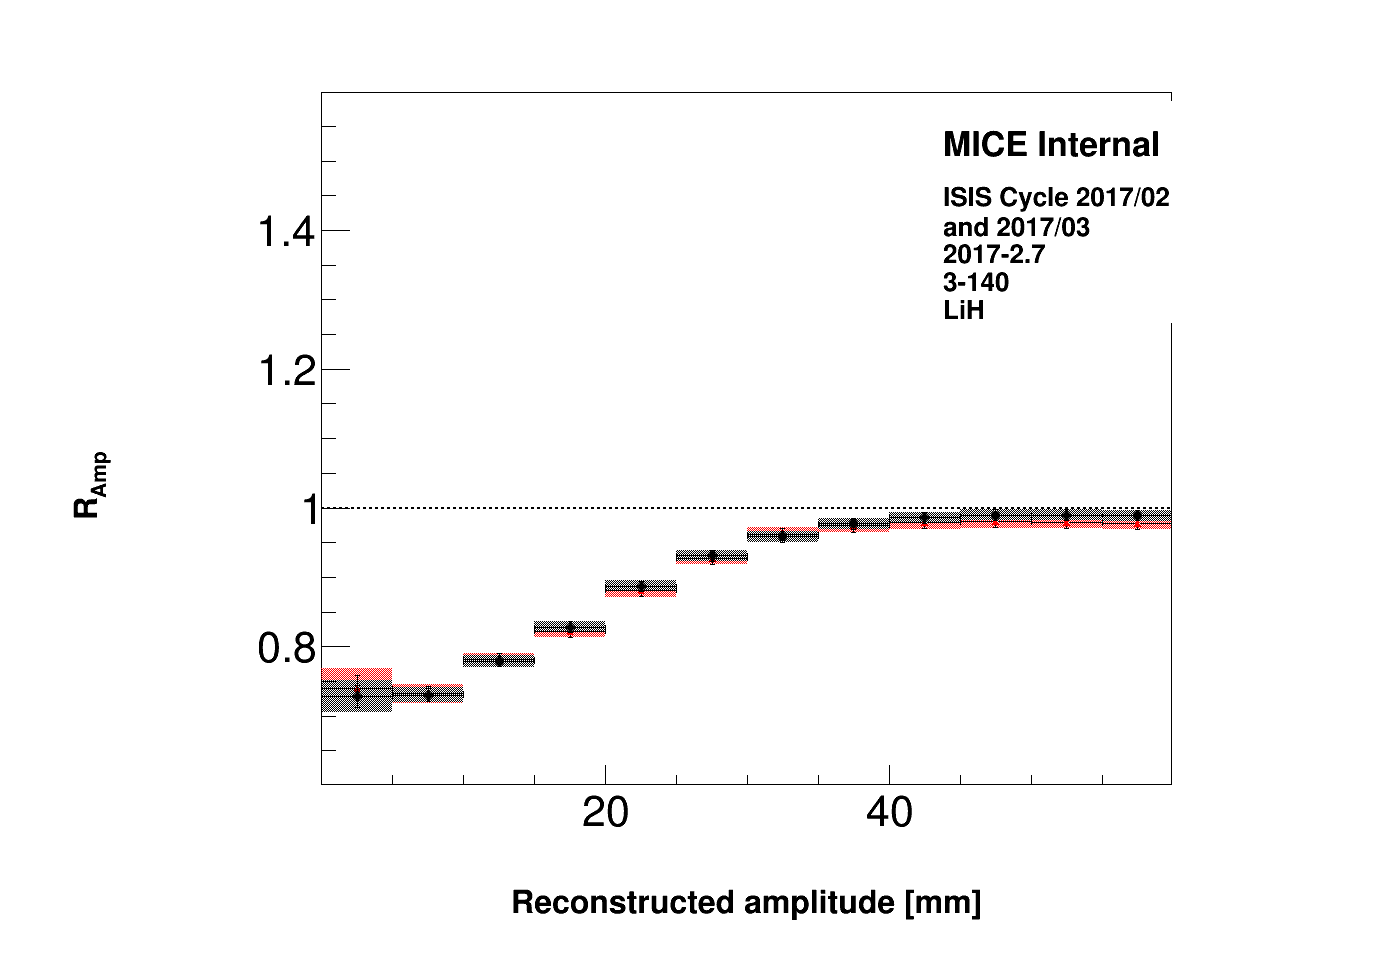 MICE Internal
ISIS Cycle 2017/02
and 2017/03
2017-2.7
3-140
LiH
1.4
1.2
1
0.8
R_Amp
20 40
Reconstructed amplitude [mm]